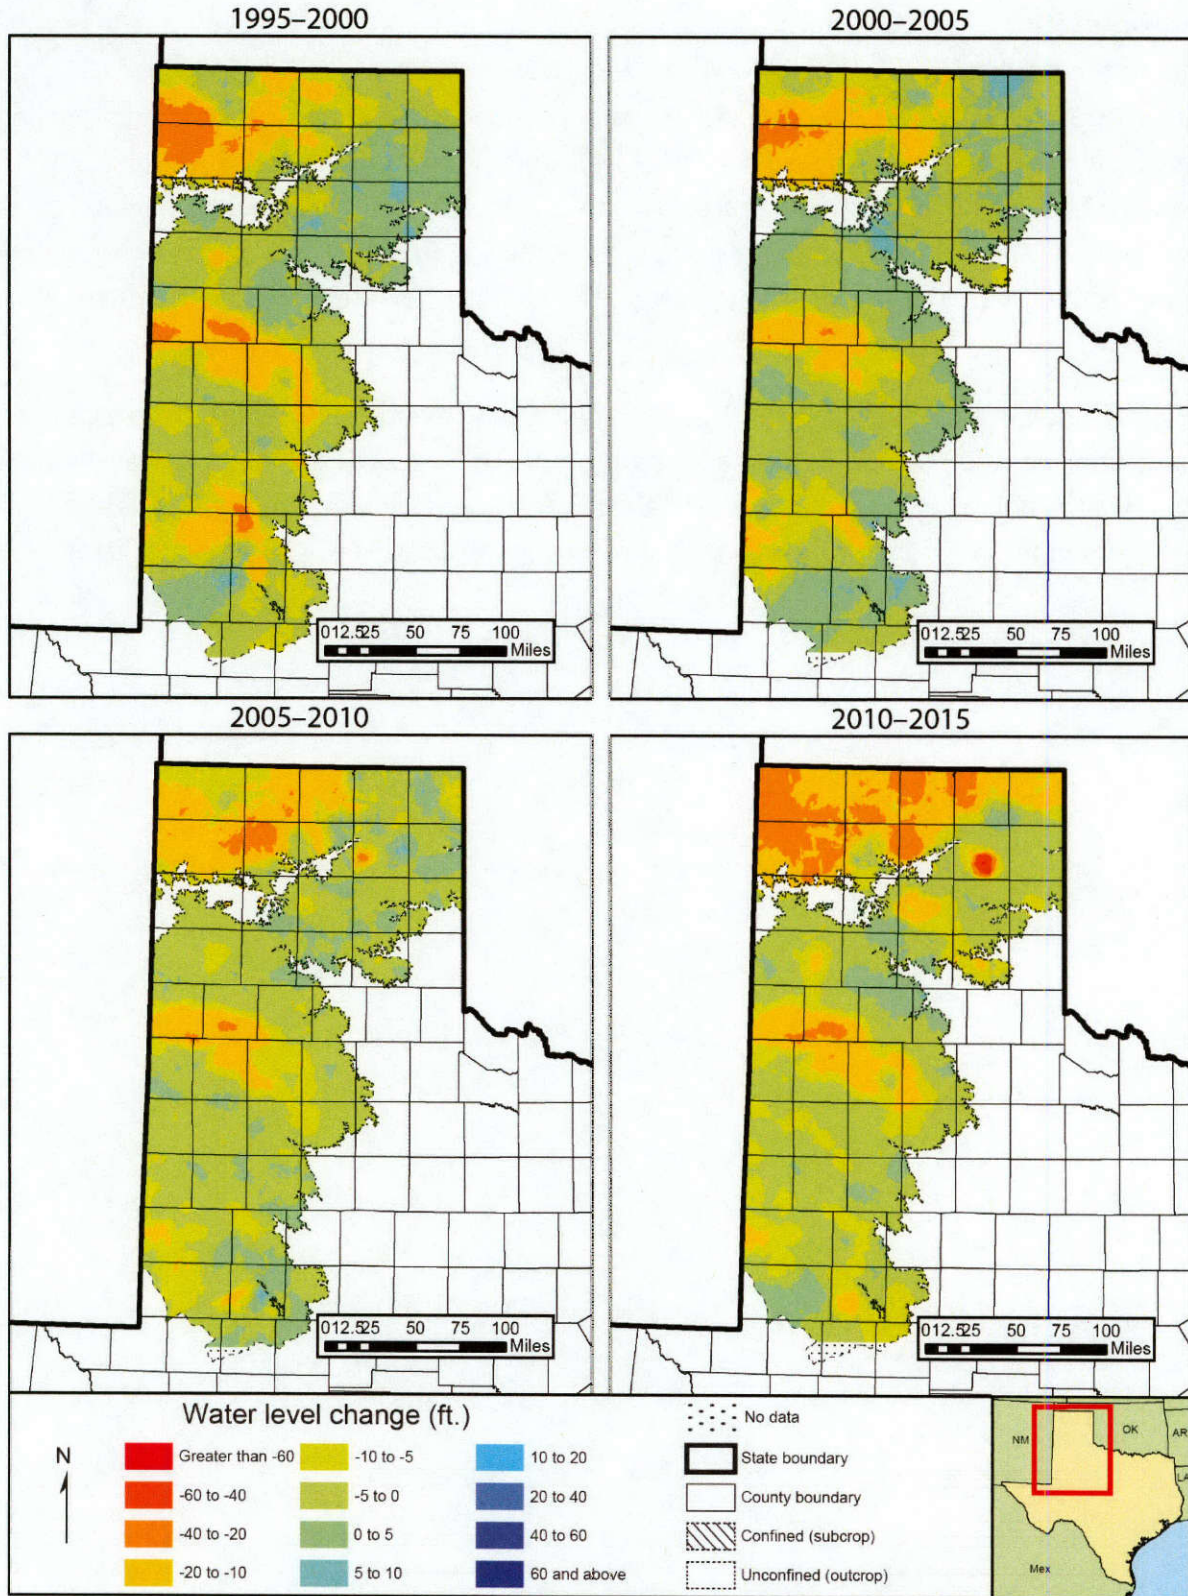 1995–2000
2000–2005
012.525 50 75 100
Miles
012.525 50 75 100
Miles
2005–2010
2010–2015
012.525 50 75 100
Miles
012.525 50 75 100
Miles
Water level change (ft.)
N
Greater than -60
-60 to -40
-40 to -20
-20 to -10
-10 to -5
-5 to 0
0 to 5
5 to 10
10 to 20
20 to 40
40 to 60
60 and above
No data
State boundary
County boundary
Confined (subcrop)
Unconfined (outcrop)
NM
OK
AR
LA
Mex